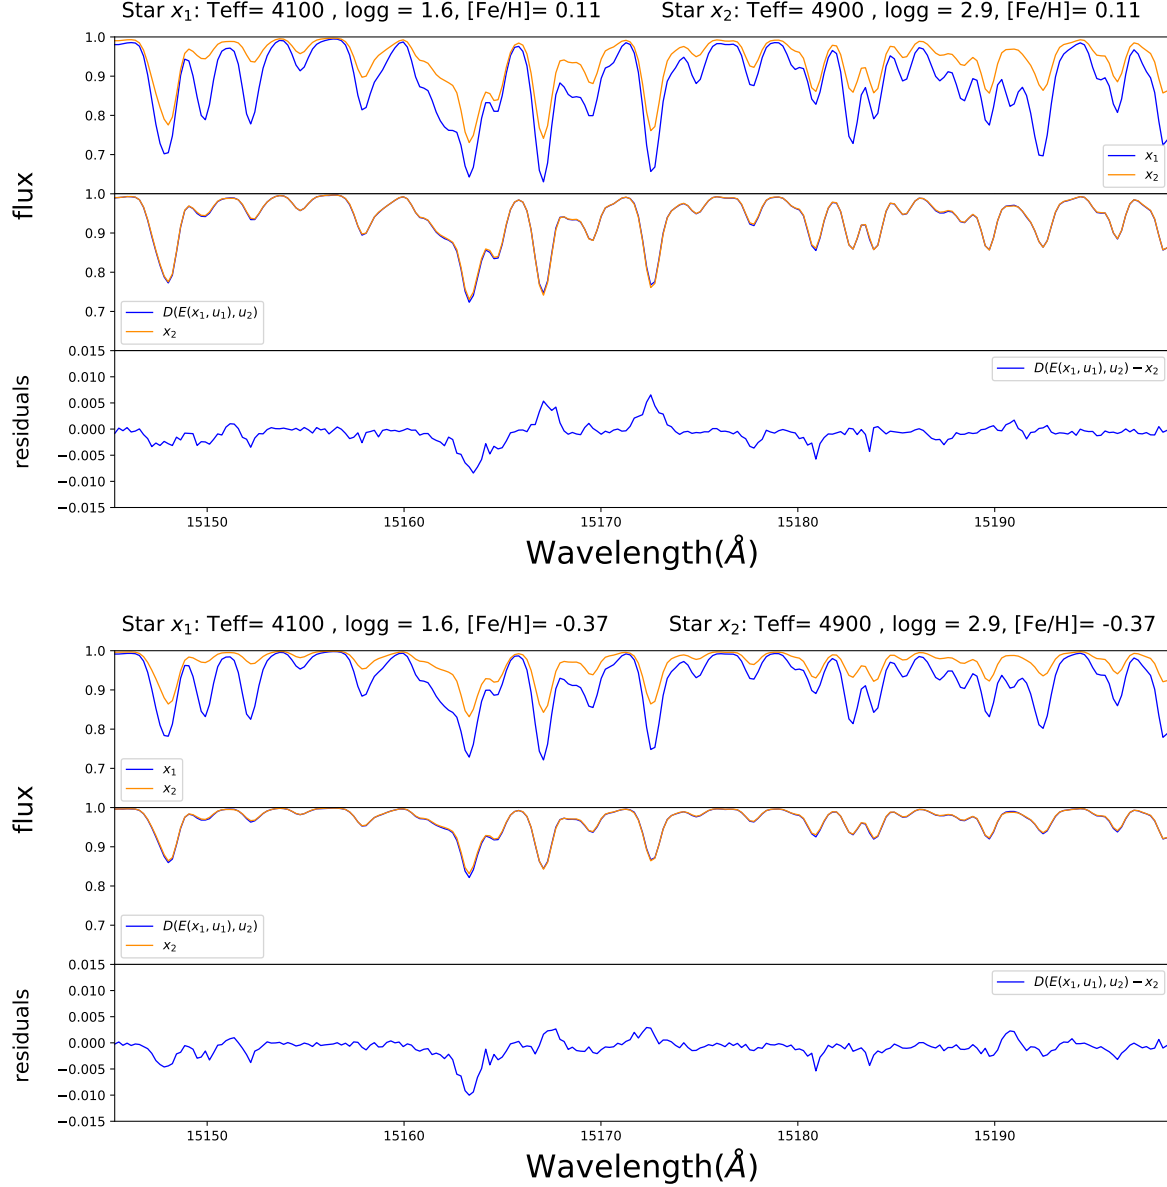 Star x₁: Teff= 4100 , logg = 1.6, [Fe/H]= 0.11 Star x₂: Teff= 4900 , logg = 2.9, [Fe/H]= 0.11
1.0
0.9
0.8
0.7
x₁
x₂
flux
1.0
0.9
0.8
0.7
D(E(x₁, u₁), u₂)
x₂
residuals
0.015
0.010
0.005
0.000
−0.005
−0.010
−0.015
D(E(x₁, u₁), u₂) − x₂
15150 15160 15170 15180 15190
Wavelength(Å)
Star x₁: Teff= 4100 , logg = 1.6, [Fe/H]= -0.37 Star x₂: Teff= 4900 , logg = 2.9, [Fe/H]= -0.37
1.0
0.9
0.8
0.7
x₁
x₂
flux
1.0
0.9
0.8
0.7
D(E(x₁, u₁), u₂)
x₂
residuals
0.015
0.010
0.005
0.000
−0.005
−0.010
−0.015
D(E(x₁, u₁), u₂) − x₂
15150 15160 15170 15180 15190
Wavelength(Å)